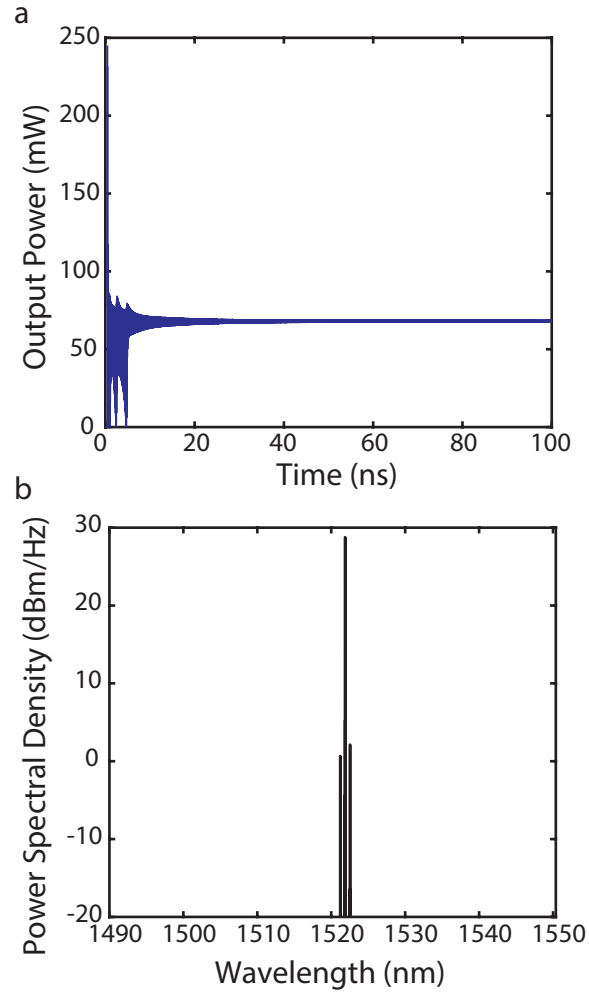 a
Output Power (mW)
250
200
150
100
50
0
0 20 40 60 80 100
Time (ns)
b
Power Spectral Density (dBm/Hz)
30
20
10
0
-10
-20
1490 1500 1510 1520 1530 1540 1550
Wavelength (nm)